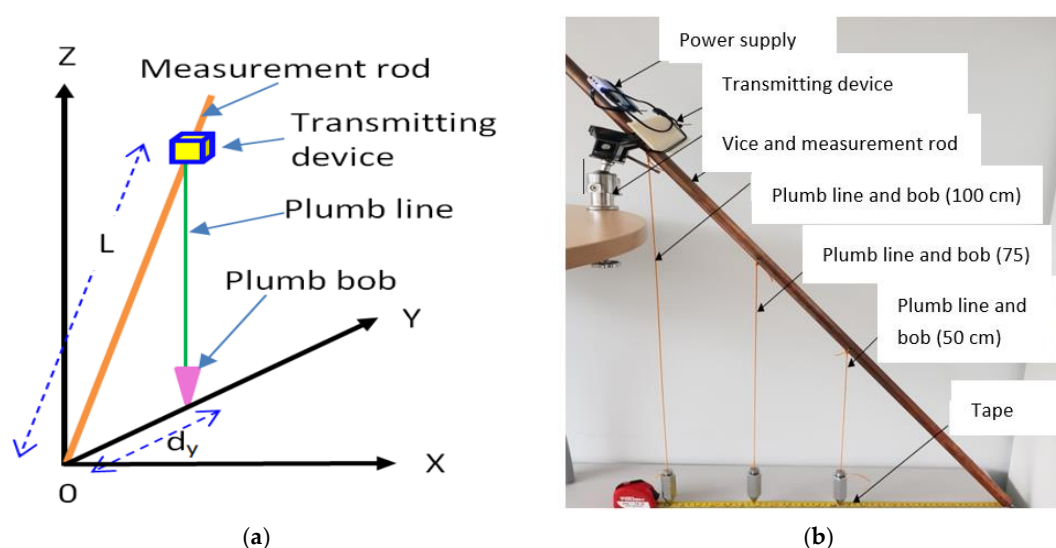 Z
Measurement rod
Transmitting
device
Plumb line
L
Plumb bob
Y
dy
X
O
(a)
Power supply
Transmitting device
Vice and measurement rod
Plumb line and bob (100 cm)
Plumb line and bob (75)
Plumb line and
bob (50 cm)
Tape
(b)